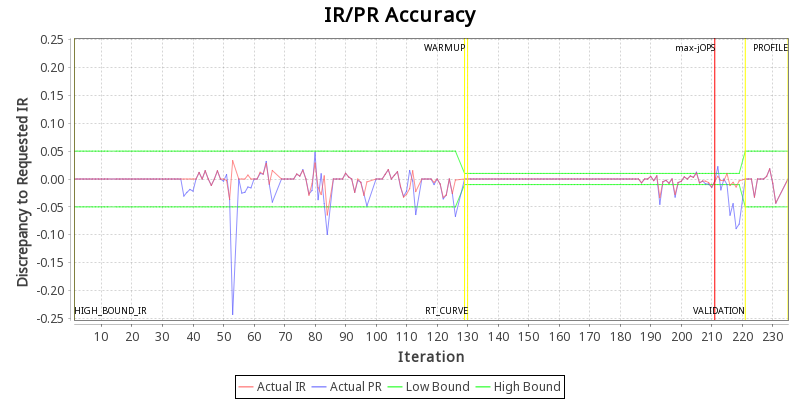 IR/PR Accuracy
Discrepancy to Requested IR
0.25
0.20
0.15
0.10
0.05
0.00
-0.05
-0.10
-0.15
-0.20
-0.25
WARMUP
max-jOPS
PROFILE
HIGH_BOUND_IR
RT_CURVE
VALIDATION
10 20 30 40 50 60 70 80 90 100 110 120 130 140 150 160 170 180 190 200 210 220 230
Iteration
Actual IR Actual PR Low Bound High Bound